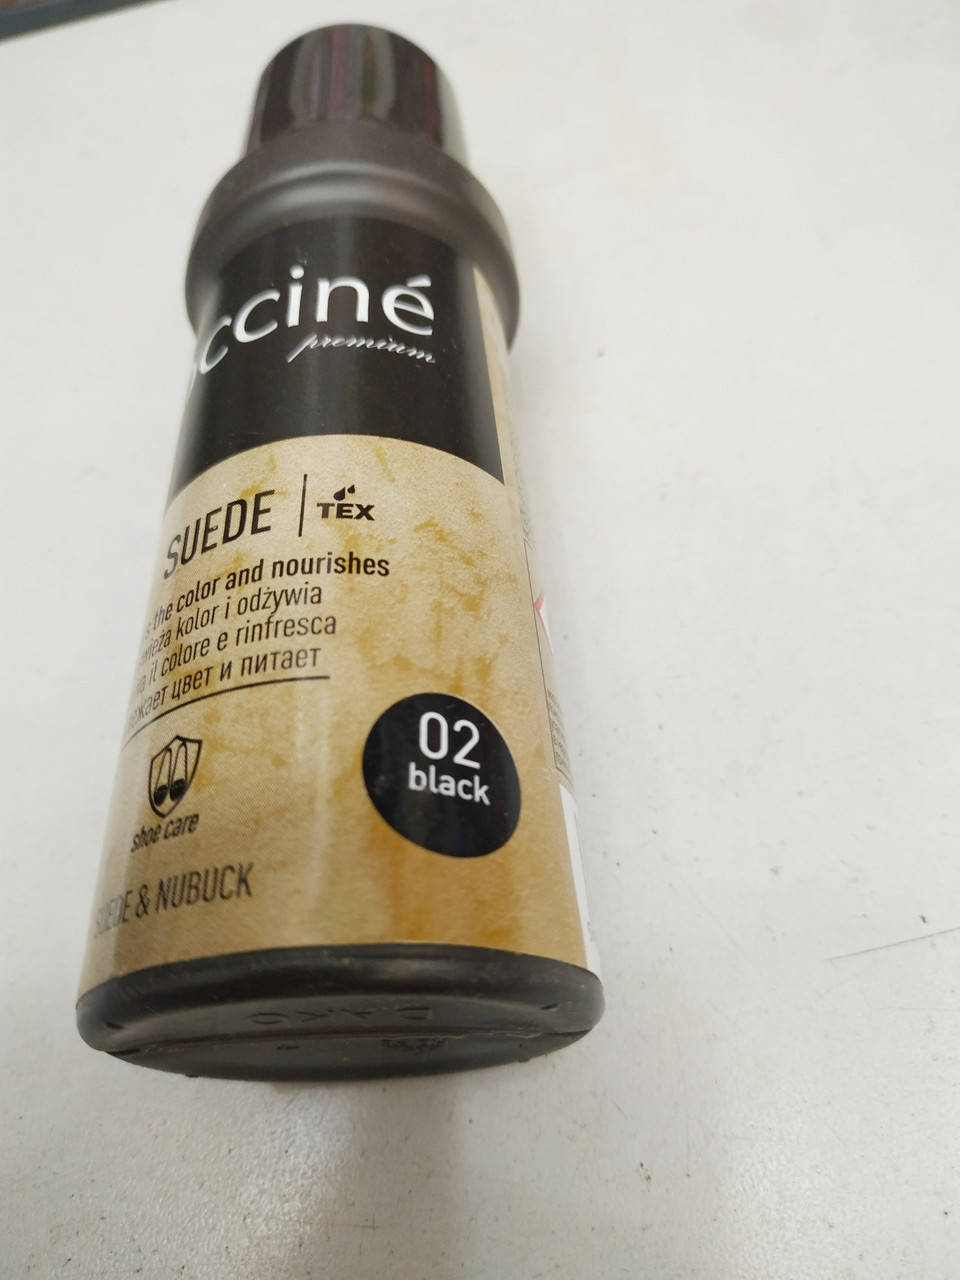 cciné
premium
SUEDE | TEX
the color and nourishes
kolor i odżywia
il colore e rinfresca
цвет и питает
02
black
shoe care
SUEDE & NUBUCK